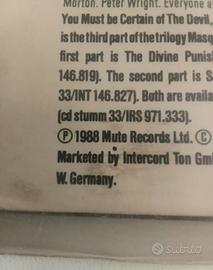 Morton. Peter Wright. Everyone a
You Must be Certain of The Devil,
is the third part of the trilogy Masq
first part is The Divine Punis
146.819). The second part is S
33/INT 146.827). Both are availa
(cd stumm 33/IRS 971.333).
℗ 1988 Mute Records Ltd. ©
Marketed by Intercord Ton Gm
W. Germany.
subito